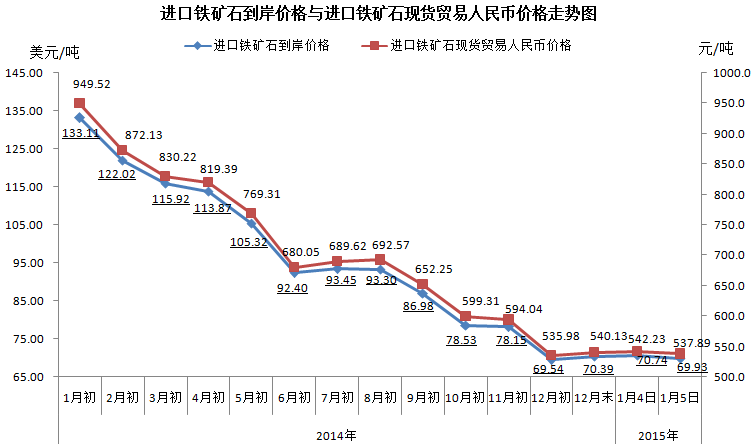 进口铁矿石到岸价格与进口铁矿石现货贸易人民币价格走势图
美元/吨
进口铁矿石到岸价格
进口铁矿石现货贸易人民币价格
元/吨
145.00
135.00
125.00
115.00
105.00
95.00
85.00
75.00
65.00
949.52
872.13
830.22
819.39
769.31
680.05
689.62
692.57
652.25
599.31
594.04
535.98
540.13
542.23
537.89
133.11
122.02
115.92
113.87
105.32
92.40
93.45
93.30
86.98
78.53
78.15
69.54
70.39
70.74
69.93
1000.0
950.0
900.0
850.0
800.0
750.0
700.0
650.0
600.0
550.0
500.0
1月初
2月初
3月初
4月初
5月初
6月初
7月初
8月初
9月初
10月初
11月初
12月初
12月末
1月4日
1月5日
2014年
2015年